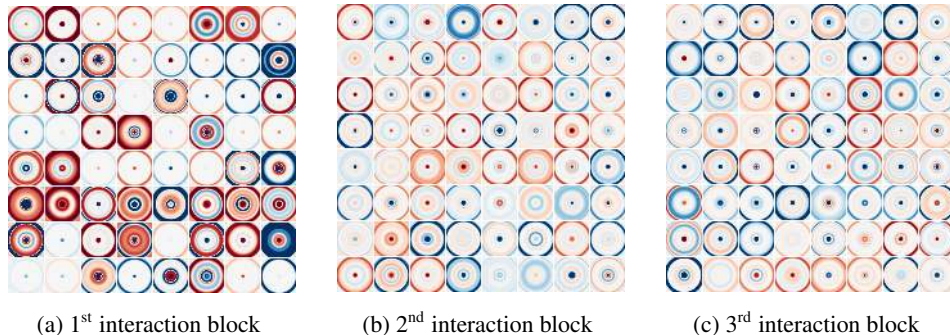 (a) 1st interaction block
(b) 2nd interaction block
(c) 3rd interaction block